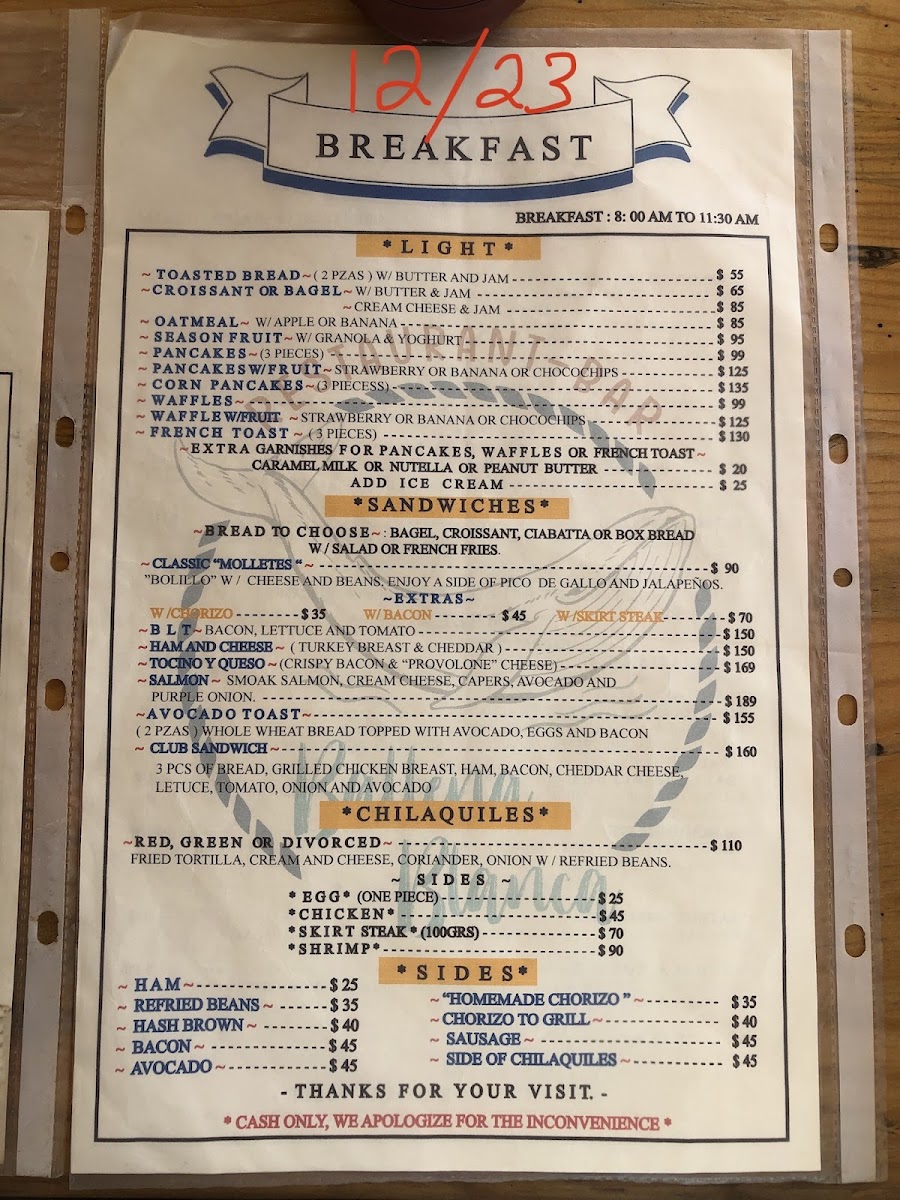 12/23
BREAKFAST
BREAKFAST : 8: 00 AM TO 11:30 AM
*LIGHT*
~ TOASTED BREAD~ ( 2 PZAS ) W/ BUTTER AND JAM $ 55
~CROISSANT OR BAGEL~ W/ BUTTER & JAM $ 65
~ CREAM CHEESE & JAM $ 85
~ OATMEAL~ W/ APPLE OR BANANA $ 85
~ SEASON FRUIT~ W/ GRANOLA & YOGHURT $ 95
~ PANCAKES ~ (3 PIECES) $ 99
~ PANCAKES W/FRUIT~ STRAWBERRY OR BANANA OR CHOCOCHIPS $ 125
~ CORN PANCAKES ~ (3 PIECESS) $ 135
~ WAFFLES~ $ 99
~ WAFFLE W/FRUIT ~ STRAWBERRY OR BANANA OR CHOCOCHIPS $ 125
~ FRENCH TOAST ~ ( 3 PIECES) $ 130
~EXTRA GARNISHES FOR PANCAKES, WAFFLES OR FRENCH TOAST ~
CARAMEL MILK OR NUTELLA OR PEANUT BUTTER $ 20
ADD ICE CREAM $ 25
*SANDWICHES*
~BREAD TO CHOOSE~ : BAGEL, CROISSANT, CIABATTA OR BOX BREAD
W/ SALAD OR FRENCH FRIES.
~ CLASSIC "MOLLETES "~ $ 90
"BOLILLO" W / CHEESE AND BEANS. ENJOY A SIDE OF PICO DE GALLO AND JALAPEÑOS.
~EXTRAS~
W /CHORIZO $ 35 W/ BACON $ 45 W /SKIRT STEAK $ 70
~ B L T ~ BACON, LETTUCE AND TOMATO $ 150
~ HAM AND CHEESE~ ( TURKEY BREAST & CHEDDAR ) $ 150
~ TOCINO Y QUESO ~ (CRISPY BACON & "PROVOLONE" CHEESE) $ 169
~ SALMON ~ SMOAK SALMON, CREAM CHEESE, CAPERS, AVOCADO AND
PURPLE ONION. $ 189
~AVOCADO TOAST~ $ 155
( 2 PZAS ) WHOLE WHEAT BREAD TOPPED WITH AVOCADO, EGGS AND BACON
~ CLUB SANDWICH ~ $ 160
3 PCS OF BREAD, GRILLED CHICKEN BREAST, HAM, BACON, CHEDDAR CHEESE,
LETUCE, TOMATO, ONION AND AVOCADO
*CHILAQUILES*
~RED, GREEN OR DIVORCED~ $ 110
FRIED TORTILLA, CREAM AND CHEESE, CORIANDER, ONION W / REFRIED BEANS.
~ SIDES ~
* EGG* (ONE PIECE) $ 25
*CHICKEN* $ 45
*SKIRT STEAK * (100GRS) $ 70
*SHRIMP* $ 90
*SIDES*
~ HAM~ $ 25
~ REFRIED BEANS ~ $ 35
~ HASH BROWN ~ $ 40
~ BACON ~ $ 45
~ AVOCADO ~ $ 45
~ "HOMEMADE CHORIZO " ~ $ 35
~ CHORIZO TO GRILL ~ $ 40
~ SAUSAGE ~ $ 45
~ SIDE OF CHILAQUILES ~ $ 45
- THANKS FOR YOUR VISIT. -
* CASH ONLY, WE APOLOGIZE FOR THE INCONVENIENCE *
RESTAURANT-BAR
Ballena
Blanca